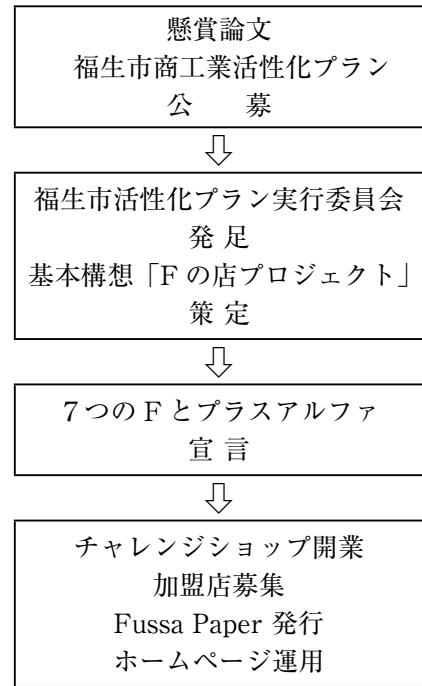 懸賞論文
福生市商工業活性化プラン
公　　募
⇩
福生市活性化プラン実行委員会
発 足
基本構想「F の店プロジェクト」
策 定
⇩
7つの F とプラスアルファ
宣 言
⇩
チャレンジショップ開業
加盟店募集
Fussa Paper 発行
ホームページ運用